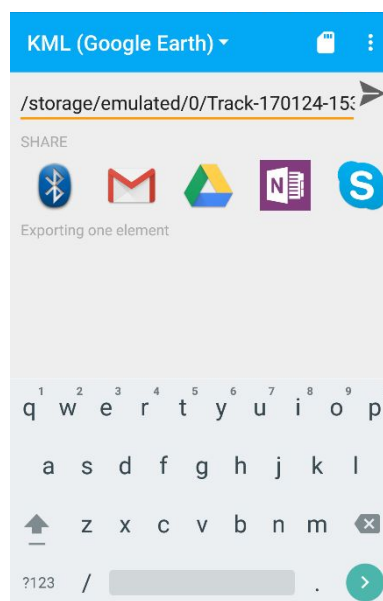 KML (Google Earth)
/storage/emulated/0/Track-170124-153
SHARE
N
S
Exporting one element
1 2 3 4 5 6 7 8 9
q w e r t y u i o p
a s d f g h j k l
z x c v b n m
?123 / .